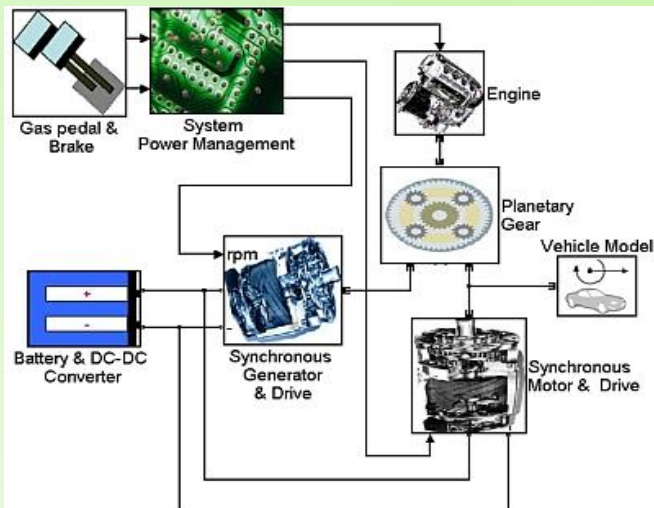 Gas pedal &
Brake
System
Power Management
Engine
Planetary
Gear
Vehicle Model
rpm
+
-
-
Battery & DC-DC
Converter
Synchronous
Generator
& Drive
Synchronous
Motor & Drive